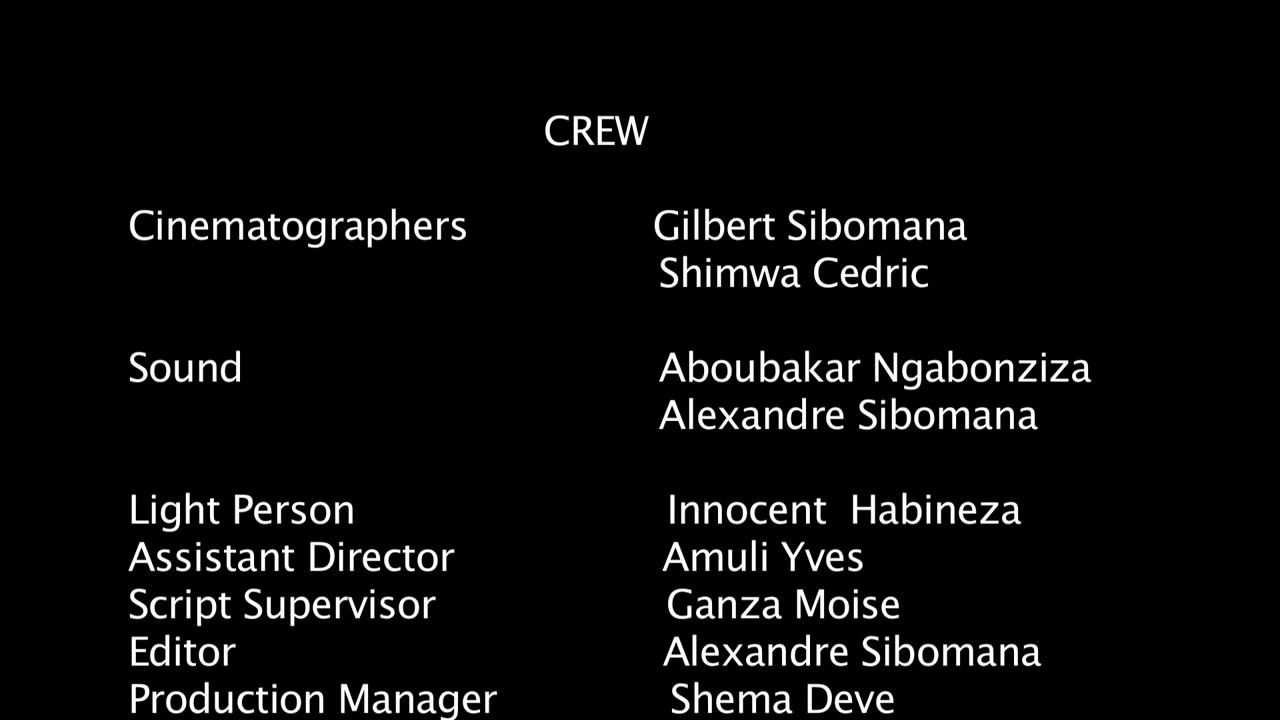 CREW
Cinematographers Gilbert Sibomana
Shimwa Cedric
Sound Aboubakar Ngabonziza
Alexandre Sibomana
Light Person Innocent Habineza
Assistant Director Amuli Yves
Script Supervisor Ganza Moise
Editor Alexandre Sibomana
Production Manager Shema Deve